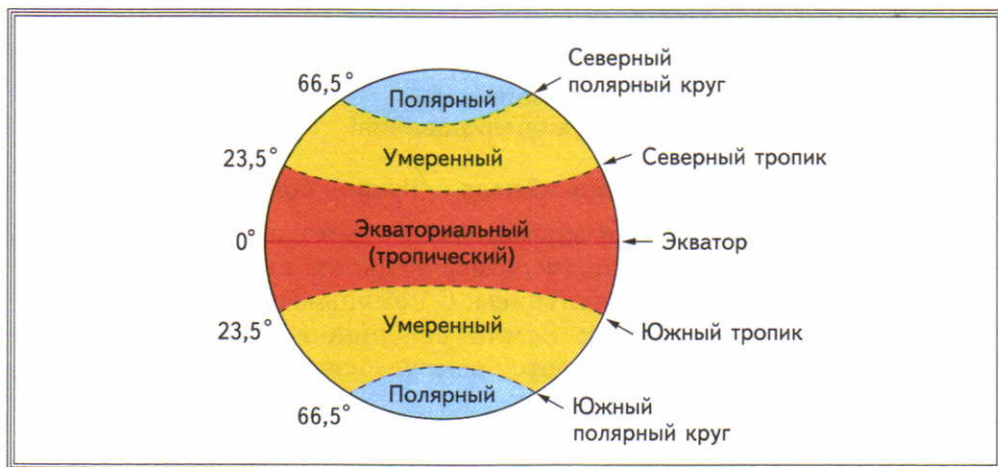 Северный
полярный круг
66,5°
Полярный
23,5°
Умеренный
Северный тропик
0°
Экваториальный
(тропический)
Экватор
23,5°
Умеренный
Южный тропик
66,5°
Полярный
Южный
полярный круг